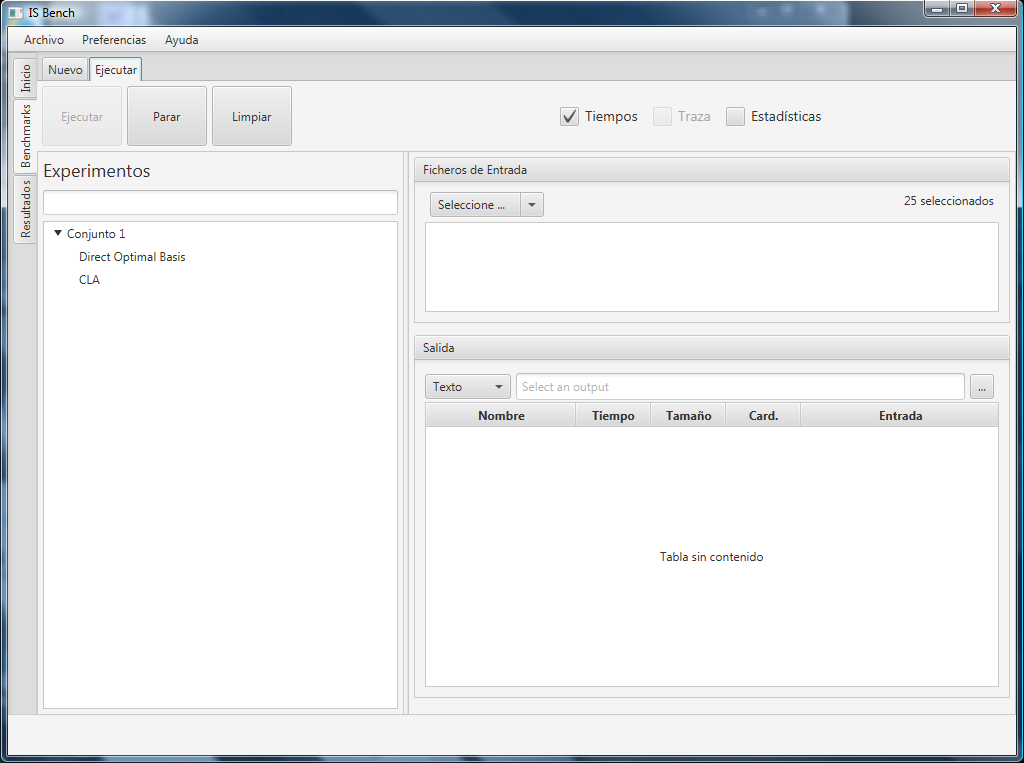 IS Bench
Archivo Preferencias Ayuda
Inicio
Benchmarks
Resultados
Nuevo Ejecutar
Ejecutar Parar Limpiar
Tiempos Traza Estadísticas
Experimentos
Conjunto 1
Direct Optimal Basis
CLA
Ficheros de Entrada
Seleccione ...
25 seleccionados
Salida
Texto Select an output ...
Nombre Tiempo Tamaño Card. Entrada
Tabla sin contenido